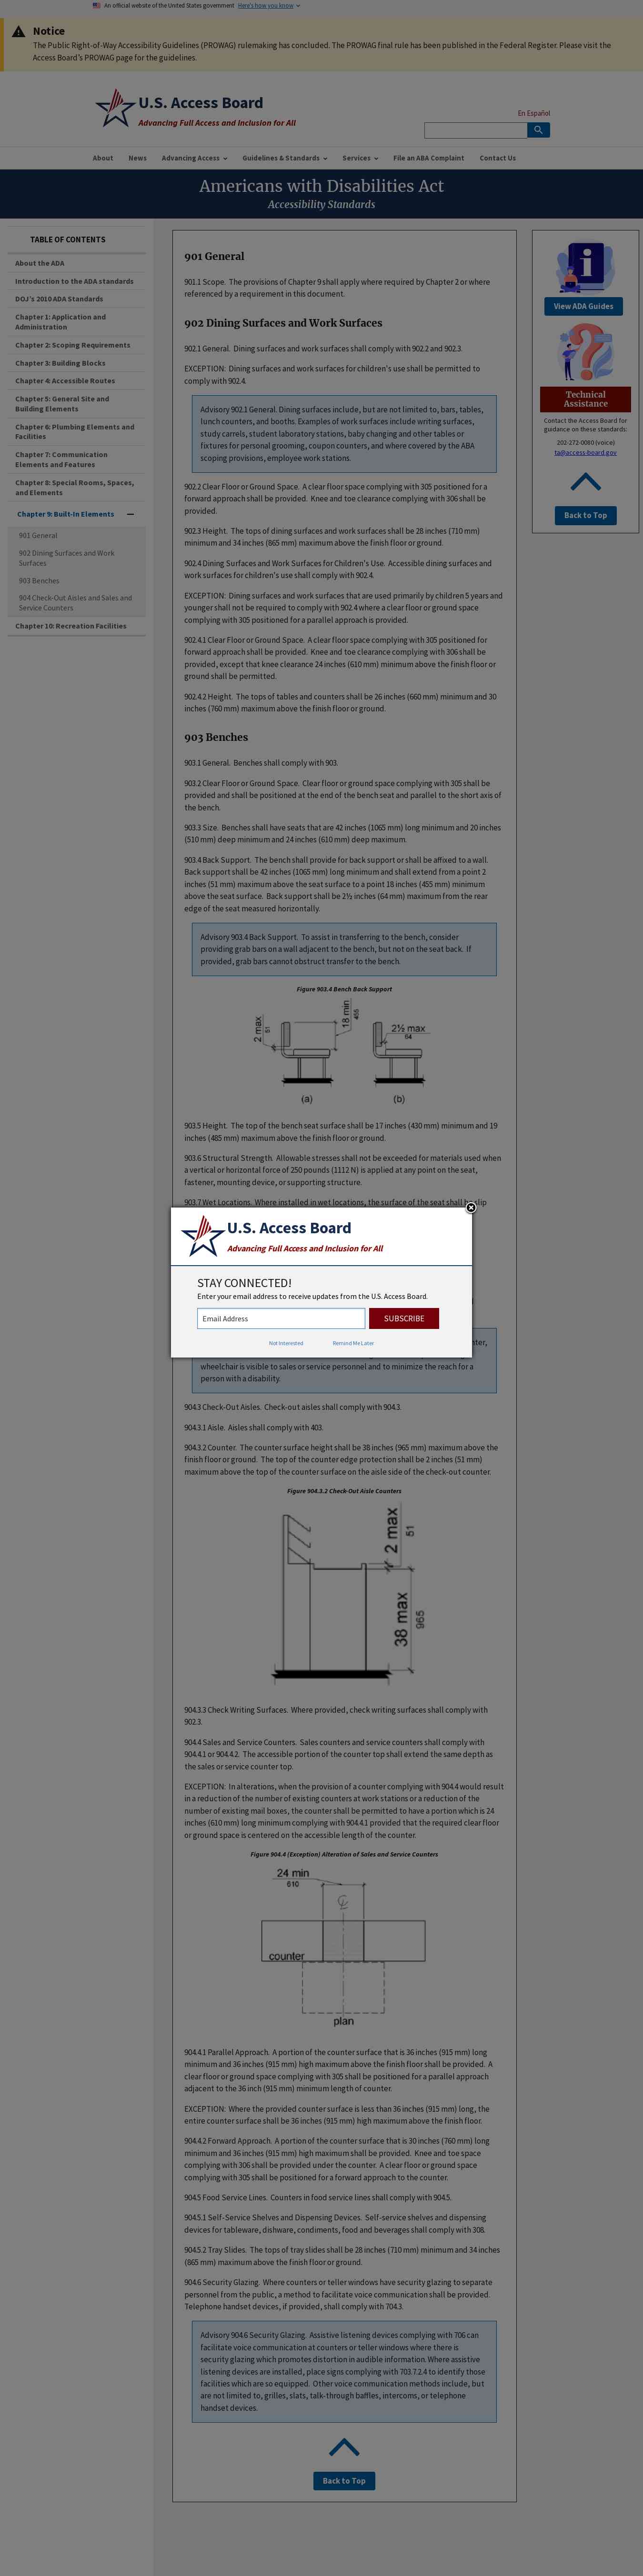 An official website of the United States government Here's how you know
Notice
The Public Right-of-Way Accessibility Guidelines (PROWAG) rulemaking has concluded. The PROWAG final rule has been published in the Federal Register. Please visit the
Access Board's PROWAG page for the guidelines.
U.S. Access Board
Advancing Full Access and Inclusion for All
En Español
About News Advancing Access Guidelines & Standards Services File an ABA Complaint Contact Us
Americans with Disabilities Act
Accessibility Standards
TABLE OF CONTENTS
About the ADA
Introduction to the ADA standards
DOJ's 2010 ADA Standards
Chapter 1: Application and
Administration
Chapter 2: Scoping Requirements
Chapter 3: Building Blocks
Chapter 4: Accessible Routes
Chapter 5: General Site and
Building Elements
Chapter 6: Plumbing Elements and
Facilities
Chapter 7: Communication
Elements and Features
Chapter 8: Special Rooms, Spaces,
and Elements
Chapter 9: Built-In Elements
901 General
902 Dining Surfaces and Work
Surfaces
903 Benches
904 Check-Out Aisles and Sales and
Service Counters
Chapter 10: Recreation Facilities
901 General
901.1 Scope. The provisions of Chapter 9 shall apply where required by Chapter 2 or where
referenced by a requirement in this document.
902 Dining Surfaces and Work Surfaces
902.1 General. Dining surfaces and work surfaces shall comply with 902.2 and 902.3.
EXCEPTION: Dining surfaces and work surfaces for children's use shall be permitted to
comply with 902.4.
Advisory 902.1 General. Dining surfaces include, but are not limited to, bars, tables,
lunch counters, and booths. Examples of work surfaces include writing surfaces,
study carrels, student laboratory stations, baby changing and other tables or
fixtures for personal grooming, coupon counters, and where covered by the ABA
scoping provisions, employee work stations.
902.2 Clear Floor or Ground Space. A clear floor space complying with 305 positioned for a
forward approach shall be provided. Knee and toe clearance complying with 306 shall be
provided.
902.3 Height. The tops of dining surfaces and work surfaces shall be 28 inches (710 mm)
minimum and 34 inches (865 mm) maximum above the finish floor or ground.
902.4 Dining Surfaces and Work Surfaces for Children's Use. Accessible dining surfaces and
work surfaces for children's use shall comply with 902.4.
EXCEPTION: Dining surfaces and work surfaces that are used primarily by children 5 years and
younger shall not be required to comply with 902.4 where a clear floor or ground space
complying with 305 positioned for a parallel approach is provided.
902.4.1 Clear Floor or Ground Space. A clear floor space complying with 305 positioned for
forward approach shall be provided. Knee and toe clearance complying with 306 shall be
provided, except that knee clearance 24 inches (610 mm) minimum above the finish floor or
ground shall be permitted.
902.4.2 Height. The tops of tables and counters shall be 26 inches (660 mm) minimum and 30
inches (760 mm) maximum above the finish floor or ground.
903 Benches
903.1 General. Benches shall comply with 903.
903.2 Clear Floor or Ground Space. Clear floor or ground space complying with 305 shall be
provided and shall be positioned at the end of the bench seat and parallel to the short axis of
the bench.
903.3 Size. Benches shall have seats that are 42 inches (1065 mm) long minimum and 20 inches
(510 mm) deep minimum and 24 inches (610 mm) deep maximum.
903.4 Back Support. The bench shall provide for back support or shall be affixed to a wall.
Back support shall be 42 inches (1065 mm) long minimum and shall extend from a point 2
inches (51 mm) maximum above the seat surface to a point 18 inches (455 mm) minimum
above the seat surface. Back support shall be 2½ inches (64 mm) maximum from the rear
edge of the seat measured horizontally.
Advisory 903.4 Back Support. To assist in transferring to the bench, consider
providing grab bars on a wall adjacent to the bench, but not on the seat back. If
provided, grab bars cannot obstruct transfer to the bench.
Figure 903.4 Bench Back Support
2 max
51
18 min
455
2½ max
64
(a) (b)
903.5 Height. The top of the bench seat surface shall be 17 inches (430 mm) minimum and 19
inches (485 mm) maximum above the finish floor or ground.
903.6 Structural Strength. Allowable stresses shall not be exceeded for materials used when
a vertical or horizontal force of 250 pounds (1112 N) is applied at any point on the seat,
fastener, mounting device, or supporting structure.
903.7 Wet Locations. Where installed in wet locations, the surface of the seat shall be slip
U.S. Access Board
Advancing Full Access and Inclusion for All
STAY CONNECTED!
Enter your email address to receive updates from the U.S. Access Board.
Email Address SUBSCRIBE
Not Interested Remind Me Later
wheelchair is visible to sales or service personnel and to minimize the reach for a
person with a disability.
904.3 Check-Out Aisles. Check-out aisles shall comply with 904.3.
904.3.1 Aisle. Aisles shall comply with 403.
904.3.2 Counter. The counter surface height shall be 38 inches (965 mm) maximum above the
finish floor or ground. The top of the counter edge protection shall be 2 inches (51 mm)
maximum above the top of the counter surface on the aisle side of the check-out counter.
Figure 904.3.2 Check-Out Aisle Counters
2 max
51
38 max
965
904.3.3 Check Writing Surfaces. Where provided, check writing surfaces shall comply with
902.3.
904.4 Sales and Service Counters. Sales counters and service counters shall comply with
904.4.1 or 904.4.2. The accessible portion of the counter top shall extend the same depth as
the sales or service counter top.
EXCEPTION: In alterations, when the provision of a counter complying with 904.4 would result
in a reduction of the number of existing counters at work stations or a reduction of the
number of existing mail boxes, the counter shall be permitted to have a portion which is 24
inches (610 mm) long minimum complying with 904.4.1 provided that the required clear floor
or ground space is centered on the accessible length of the counter.
Figure 904.4 (Exception) Alteration of Sales and Service Counters
24 min
610
counter
plan
904.4.1 Parallel Approach. A portion of the counter surface that is 36 inches (915 mm) long
minimum and 36 inches (915 mm) high maximum above the finish floor shall be provided. A
clear floor or ground space complying with 305 shall be positioned for a parallel approach
adjacent to the 36 inch (915 mm) minimum length of counter.
EXCEPTION: Where the provided counter surface is less than 36 inches (915 mm) long, the
entire counter surface shall be 36 inches (915 mm) high maximum above the finish floor.
904.4.2 Forward Approach. A portion of the counter surface that is 30 inches (760 mm) long
minimum and 36 inches (915 mm) high maximum shall be provided. Knee and toe space
complying with 306 shall be provided under the counter. A clear floor or ground space
complying with 305 shall be positioned for a forward approach to the counter.
904.5 Food Service Lines. Counters in food service lines shall comply with 904.5.
904.5.1 Self-Service Shelves and Dispensing Devices. Self-service shelves and dispensing
devices for tableware, dishware, condiments, food and beverages shall comply with 308.
904.5.2 Tray Slides. The tops of tray slides shall be 28 inches (710 mm) minimum and 34 inches
(865 mm) maximum above the finish floor or ground.
904.6 Security Glazing. Where counters or teller windows have security glazing to separate
personnel from the public, a method to facilitate voice communication shall be provided.
Telephone handset devices, if provided, shall comply with 704.3.
Advisory 904.6 Security Glazing. Assistive listening devices complying with 706 can
facilitate voice communication at counters or teller windows where there is
security glazing which promotes distortion in audible information. Where assistive
listening devices are installed, place signs complying with 703.7.2.4 to identify those
facilities which are so equipped. Other voice communication methods include, but
are not limited to, grilles, slats, talk-through baffles, intercoms, or telephone
handset devices.
Back to Top
View ADA Guides
Technical
Assistance
Contact the Access Board for
guidance on these standards:
202-272-0080 (voice)
ta@access-board.gov
Back to Top